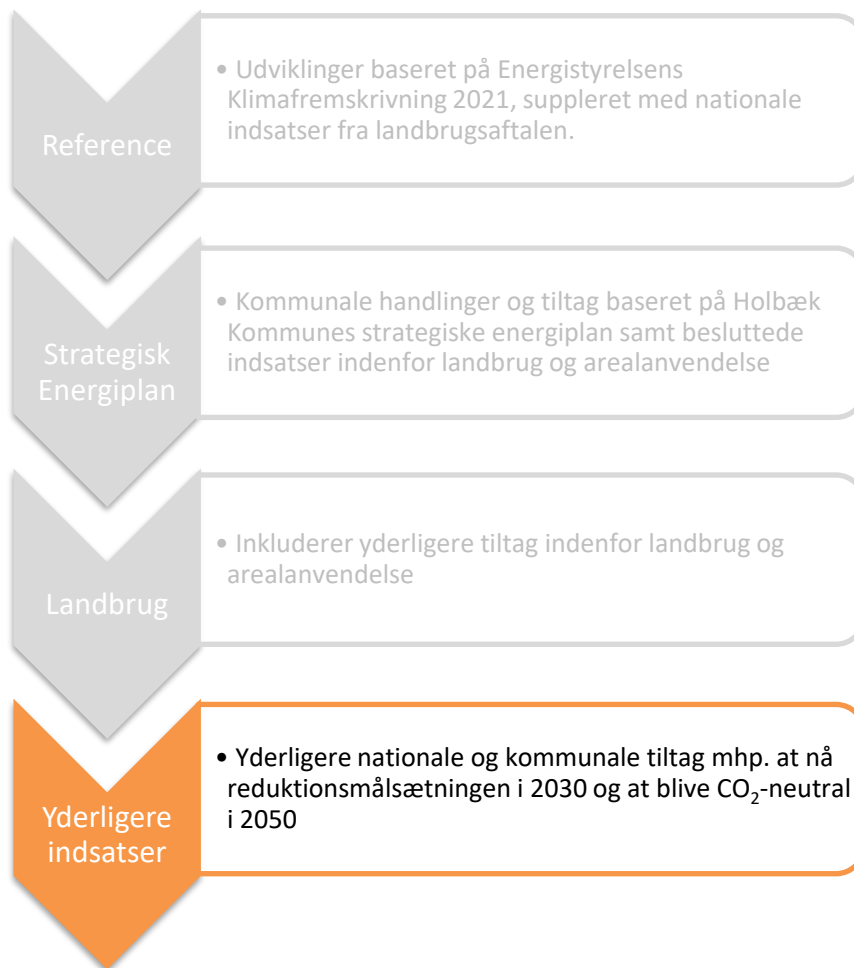 Reference
• Udviklinger baseret på Energistyrelsens
Klimafremskrivning 2021, suppleret med nationale
indsatser fra landbrugsaftalen.
Strategisk
Energiplan
• Kommunale handlinger og tiltag baseret på Holbæk
Kommunes strategiske energiplan samt besluttede
indsatser indenfor landbrug og arealanvendelse
Landbrug
• Inkluderer yderligere tiltag indenfor landbrug og
arealanvendelse
Yderligere
indsatser
• Yderligere nationale og kommunale tiltag mhp. at nå
reduktionsmålsætningen i 2030 og at blive CO₂-neutral
i 2050